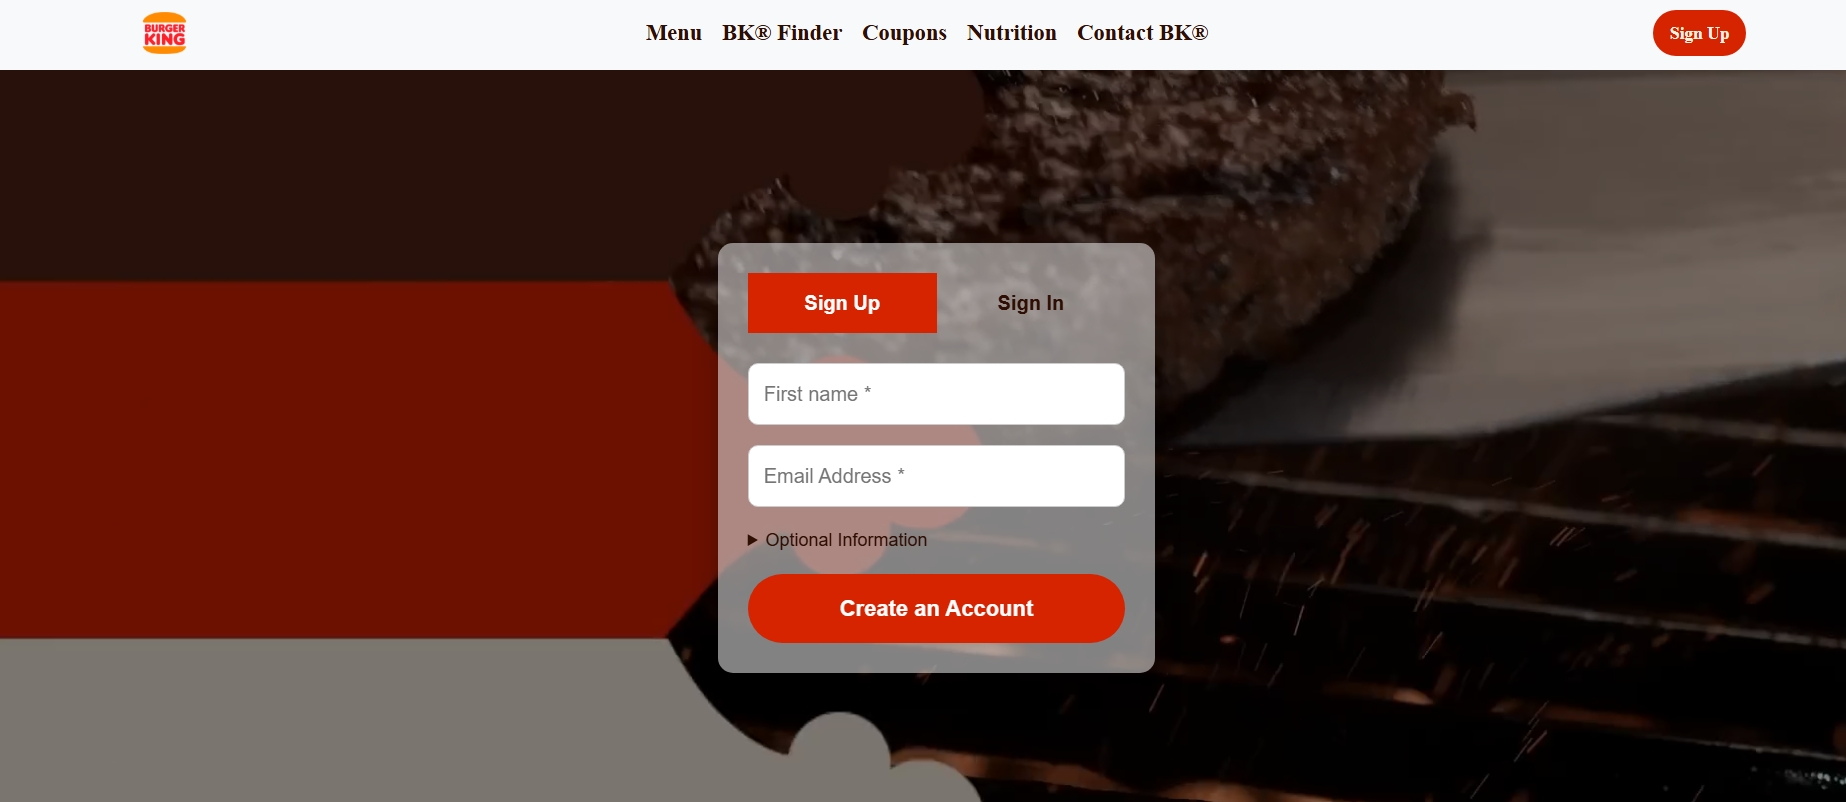 BURGER
KING
Menu BK® Finder Coupons Nutrition Contact BK®
Sign Up
Sign Up Sign In
First name *
Email Address *
Optional Information
Create an Account